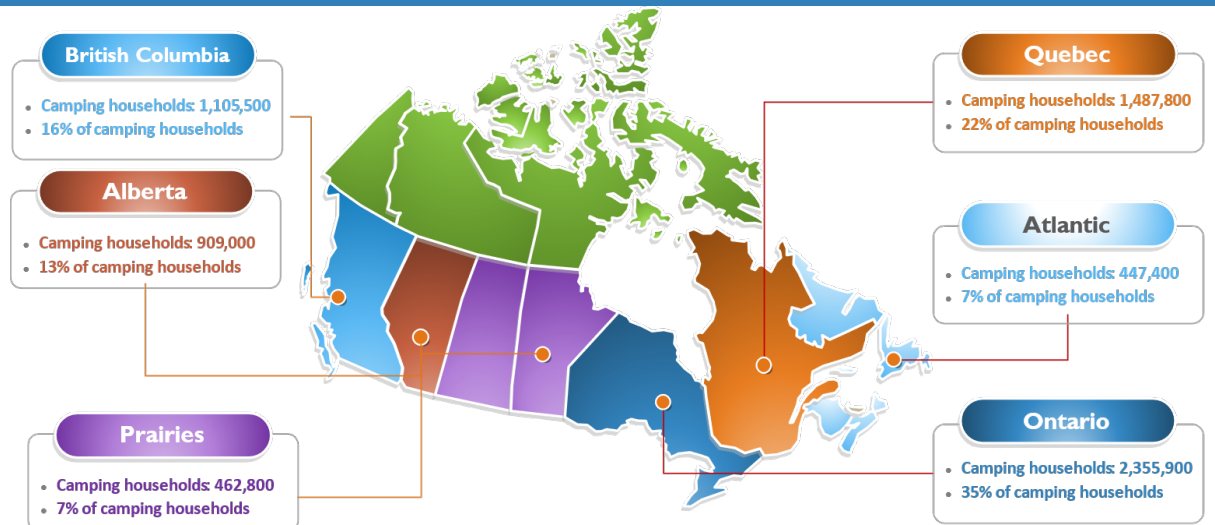 British Columbia
Camping households: 1,105,500
16% of camping households
Alberta
Camping households: 909,000
13% of camping households
Prairies
Camping households: 462,800
7% of camping households
Quebec
Camping households: 1,487,800
22% of camping households
Atlantic
Camping households: 447,400
7% of camping households
Ontario
Camping households: 2,355,900
35% of camping households